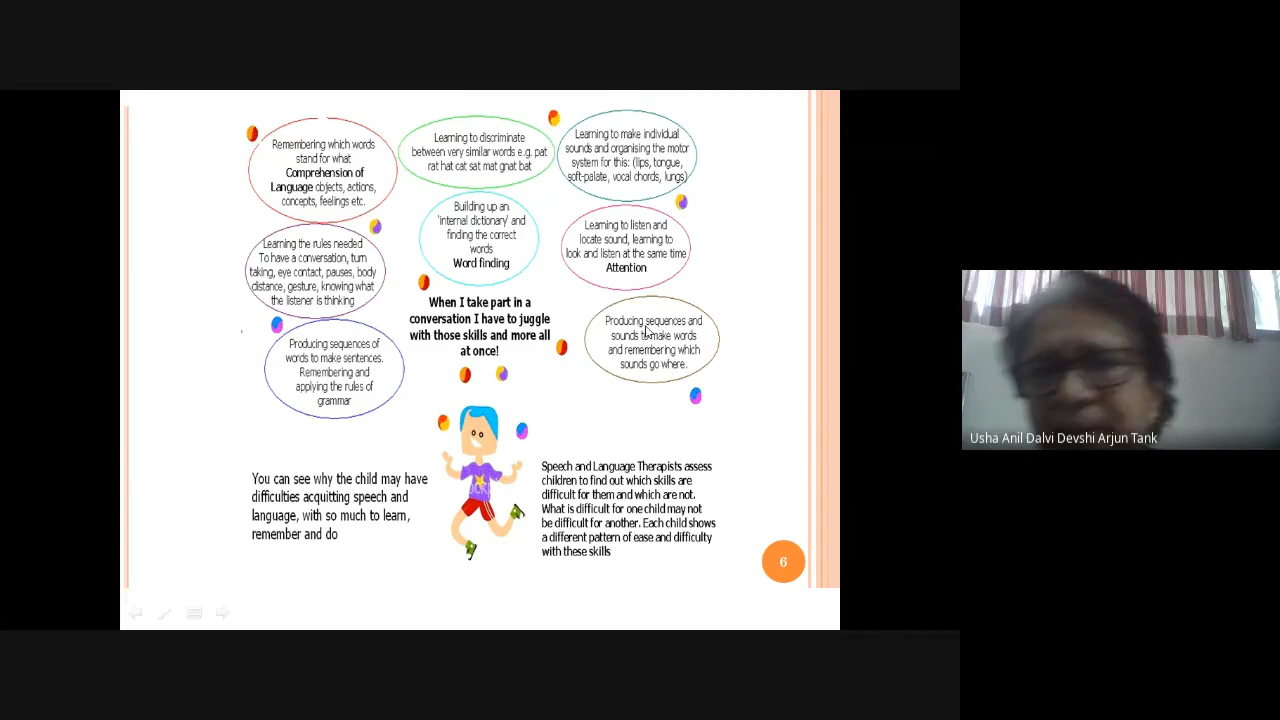 Remembering which words
stand for what
Comprehension of
Language objects, actions,
concepts, feelings etc.
Learning to discriminate
between very similar words e.g. pat
rat hat cat sat mat gnat bat
Learning to make individual
sounds and organising the motor
system for this: (lips, tongue,
soft-palate, vocal chords, lungs)
Learning the rules needed
To have a conversation, turn
taking, eye contact, pauses, body
distance, gesture, knowing what
the listener is thinking
Building up an
'internal dictionary' and
finding the correct
words
Word finding
Learning to listen and
locate sound, learning to
look and listen at the same time
Attention
When I take part in a
conversation I have to juggle
with those skills and more all
at once!
Producing sequences and
sounds to make words
and remembering which
sounds go where.
Producing sequences of
words to make sentences.
Remembering and
applying the rules of
grammar
You can see why the child may have
difficulties acquitting speech and
language, with so much to learn,
remember and do
Speech and Language Therapists assess
children to find out which skills are
difficult for them and which are not.
What is difficult for one child may not
be difficult for another. Each child shows
a different pattern of ease and difficulty
with these skills
6
Usha Anil Dalvi Devshi Arjun Tank